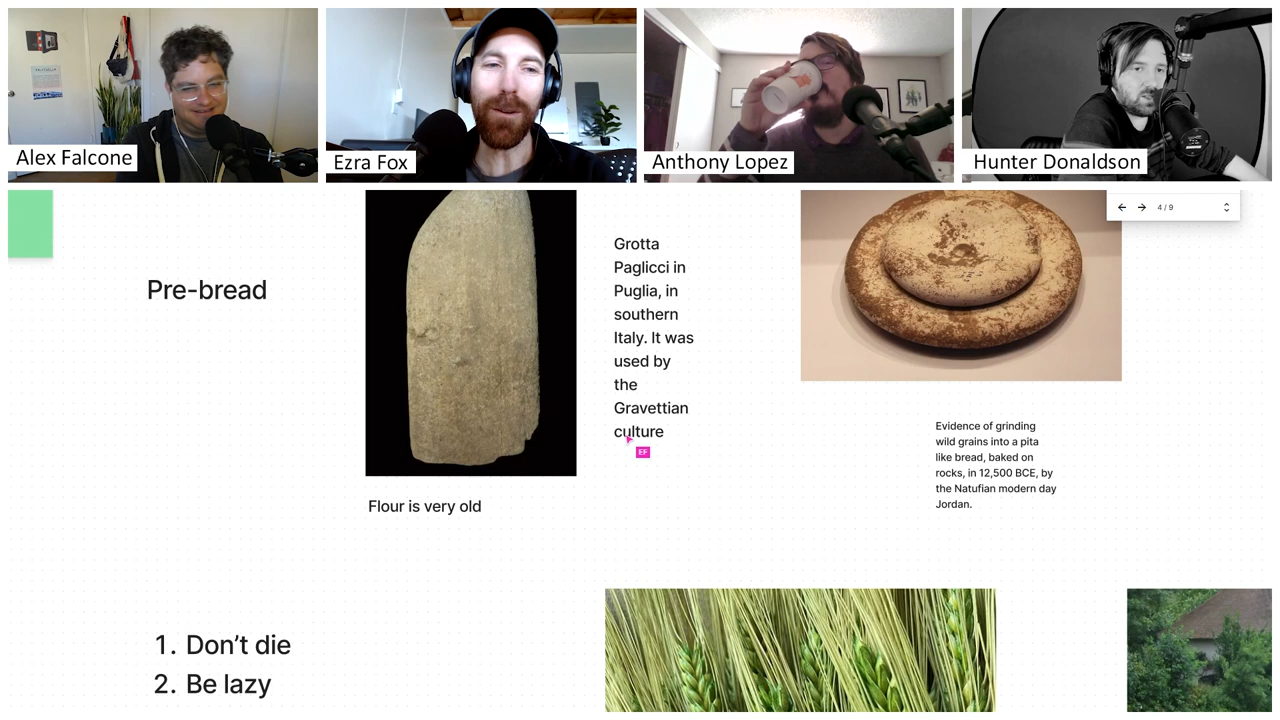 Alex Falcone
Ezra Fox
Anthony Lopez
Hunter Donaldson
4 / 9
Pre-bread
Grotta
Paglicci in
Puglia, in
southern
Italy. It was
used by
the
Gravettian
culture
EF
Flour is very old
Evidence of grinding
wild grains into a pita
like bread, baked on
rocks, in 12,500 BCE, by
the Natufian modern day
Jordan.
1. Don’t die
2. Be lazy